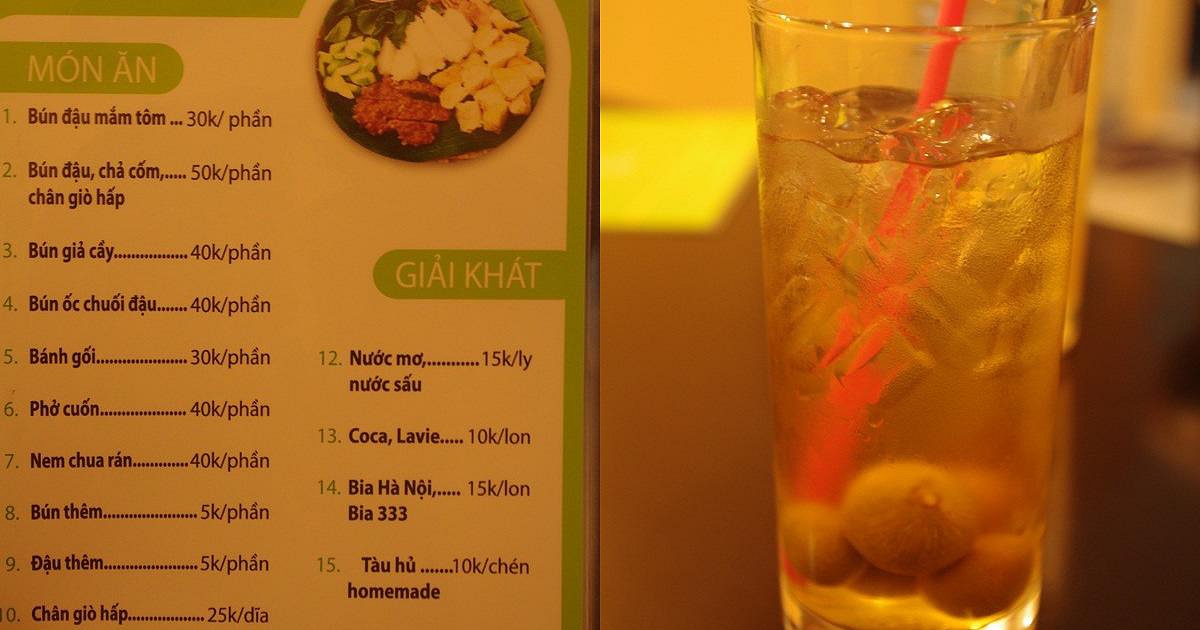 MÓN ĂN
1. Bún đậu mắm tôm ... 30k/ phần
2. Bún đậu, chả cốm,..... 50k/phần
chân giò hấp
3. Bún giả cầy................. 40k/phần
4. Bún ốc chuối đậu....... 40k/phần
5. Bánh gối..................... 30k/phần
6. Phở cuốn.................... 40k/phần
7. Nem chua rán.............40k/phần
8. Bún thêm...................... 5k/phần
9. Đậu thêm...................... 5k/phần
10. Chân giò hấp.................. 25k/dĩa
GIẢI KHÁT
12. Nước mơ,...........15k/ly
nước sấu
13. Coca, Lavie..... 10k/lon
14. Bia Hà Nội,..... 15k/lon
Bia 333
15. Tàu hủ .......10k/chén
homemade